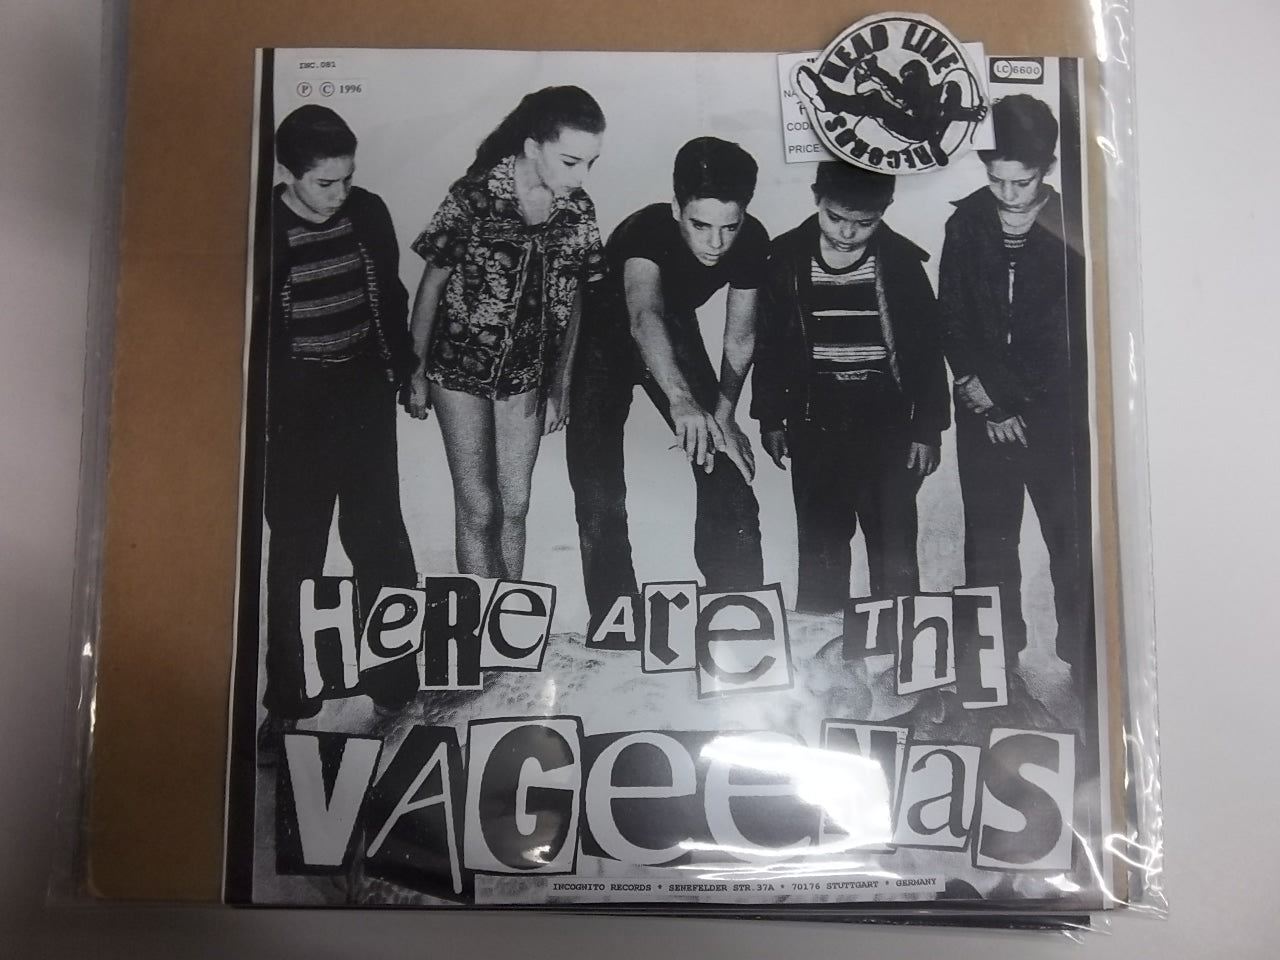 INC.081
Ⓟ Ⓒ 1996
HEAD LINE
RECORDS
LC 6600
PRICE:
HeRe Are The
VAGeeNaS
INCOGNITO RECORDS * SENEFELDER STR.37A * 70176 STUTTGART * GERMANY